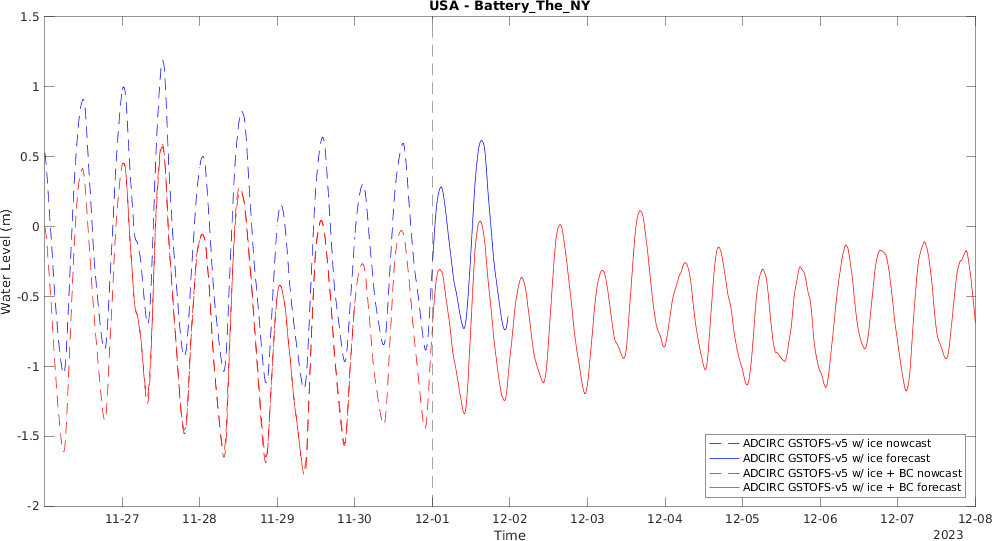 USA - Battery_The_NY
1.5
1
0.5
0
-0.5
-1
-1.5
-2
Water Level (m)
11-27 11-28 11-29 11-30 12-01 12-02 12-03 12-04 12-05 12-06 12-07 12-08
Time
2023
ADCIRC GSTOFS-v5 w/ ice nowcast
ADCIRC GSTOFS-v5 w/ ice forecast
ADCIRC GSTOFS-v5 w/ ice + BC nowcast
ADCIRC GSTOFS-v5 w/ ice + BC forecast